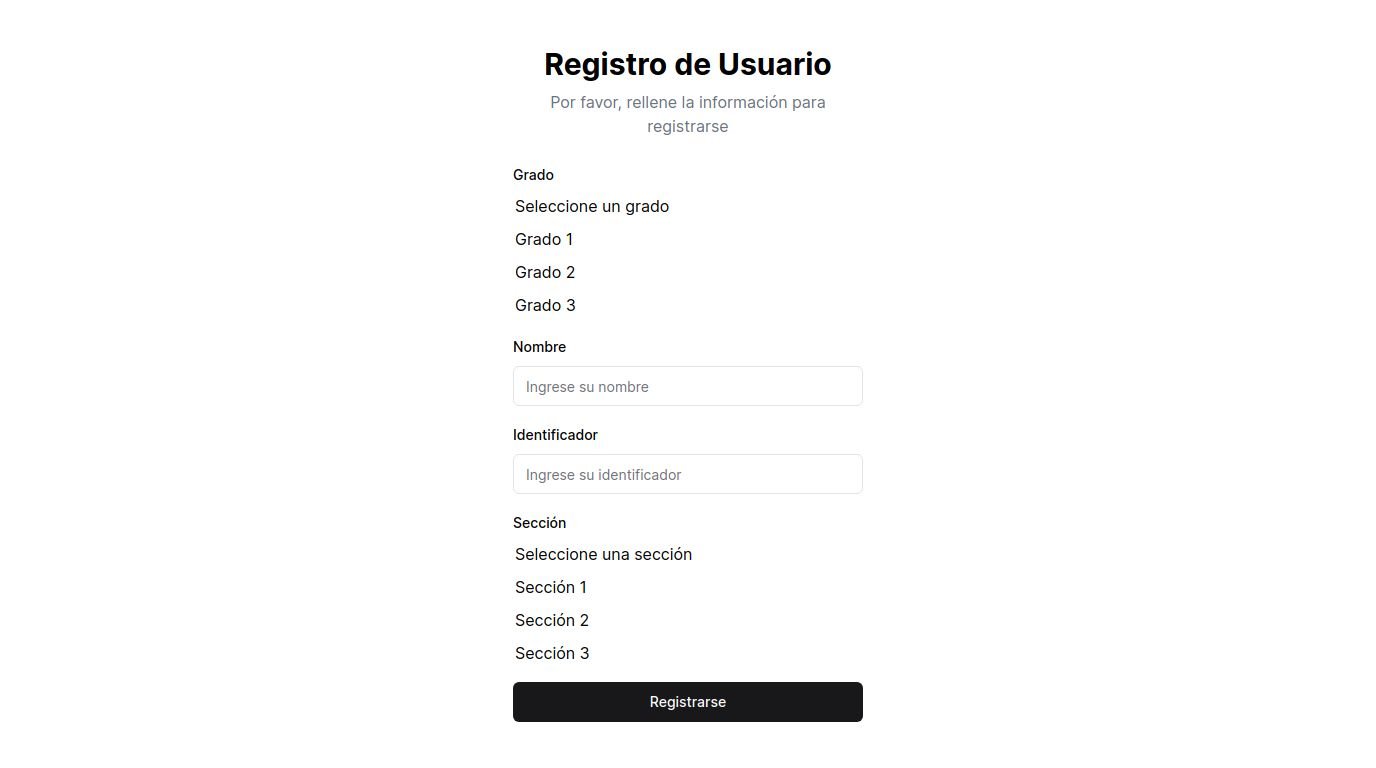 Registro de Usuario
Por favor, rellene la información para
registrarse
Grado
Seleccione un grado
Grado 1
Grado 2
Grado 3
Nombre
Ingrese su nombre
Identificador
Ingrese su identificador
Sección
Seleccione una sección
Sección 1
Sección 2
Sección 3
Registrarse